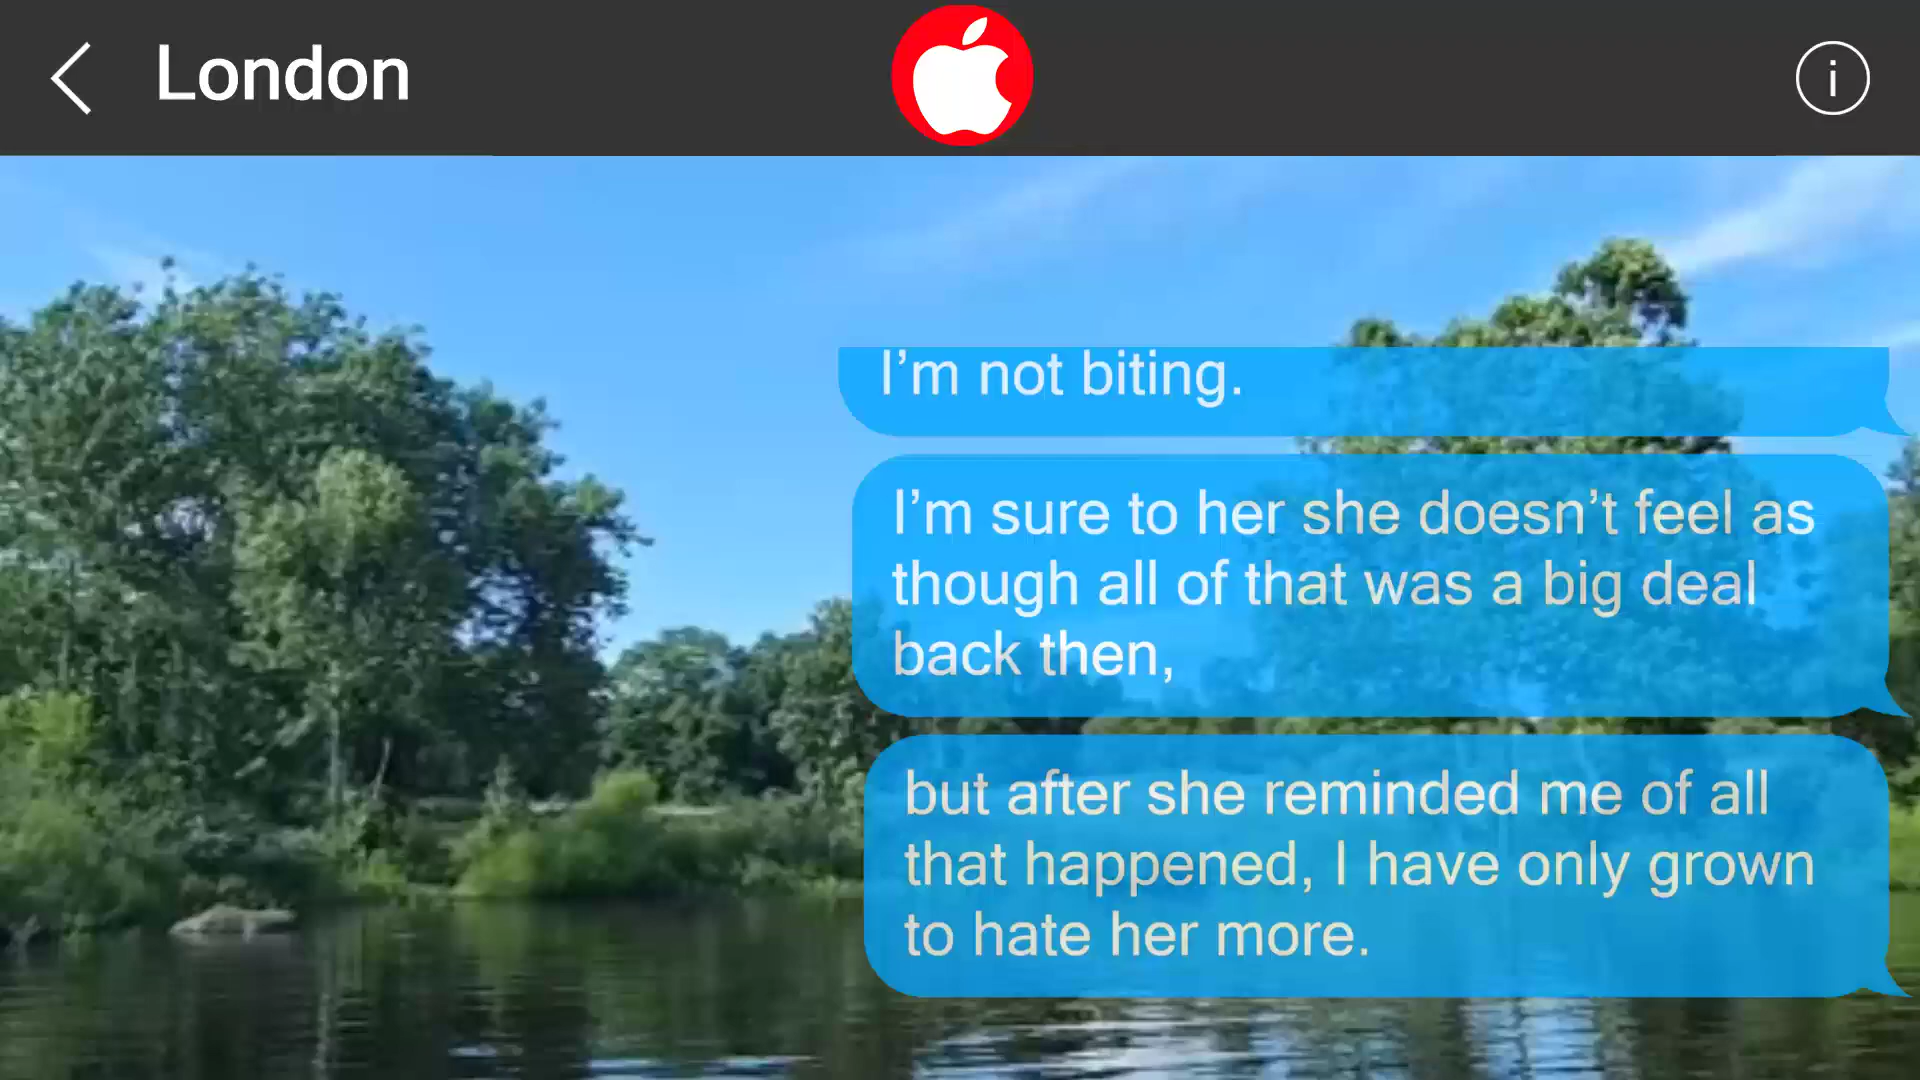 London
i
I’m not biting.
I’m sure to her she doesn’t feel as
though all of that was a big deal
back then,
but after she reminded me of all
that happened, I have only grown
to hate her more.